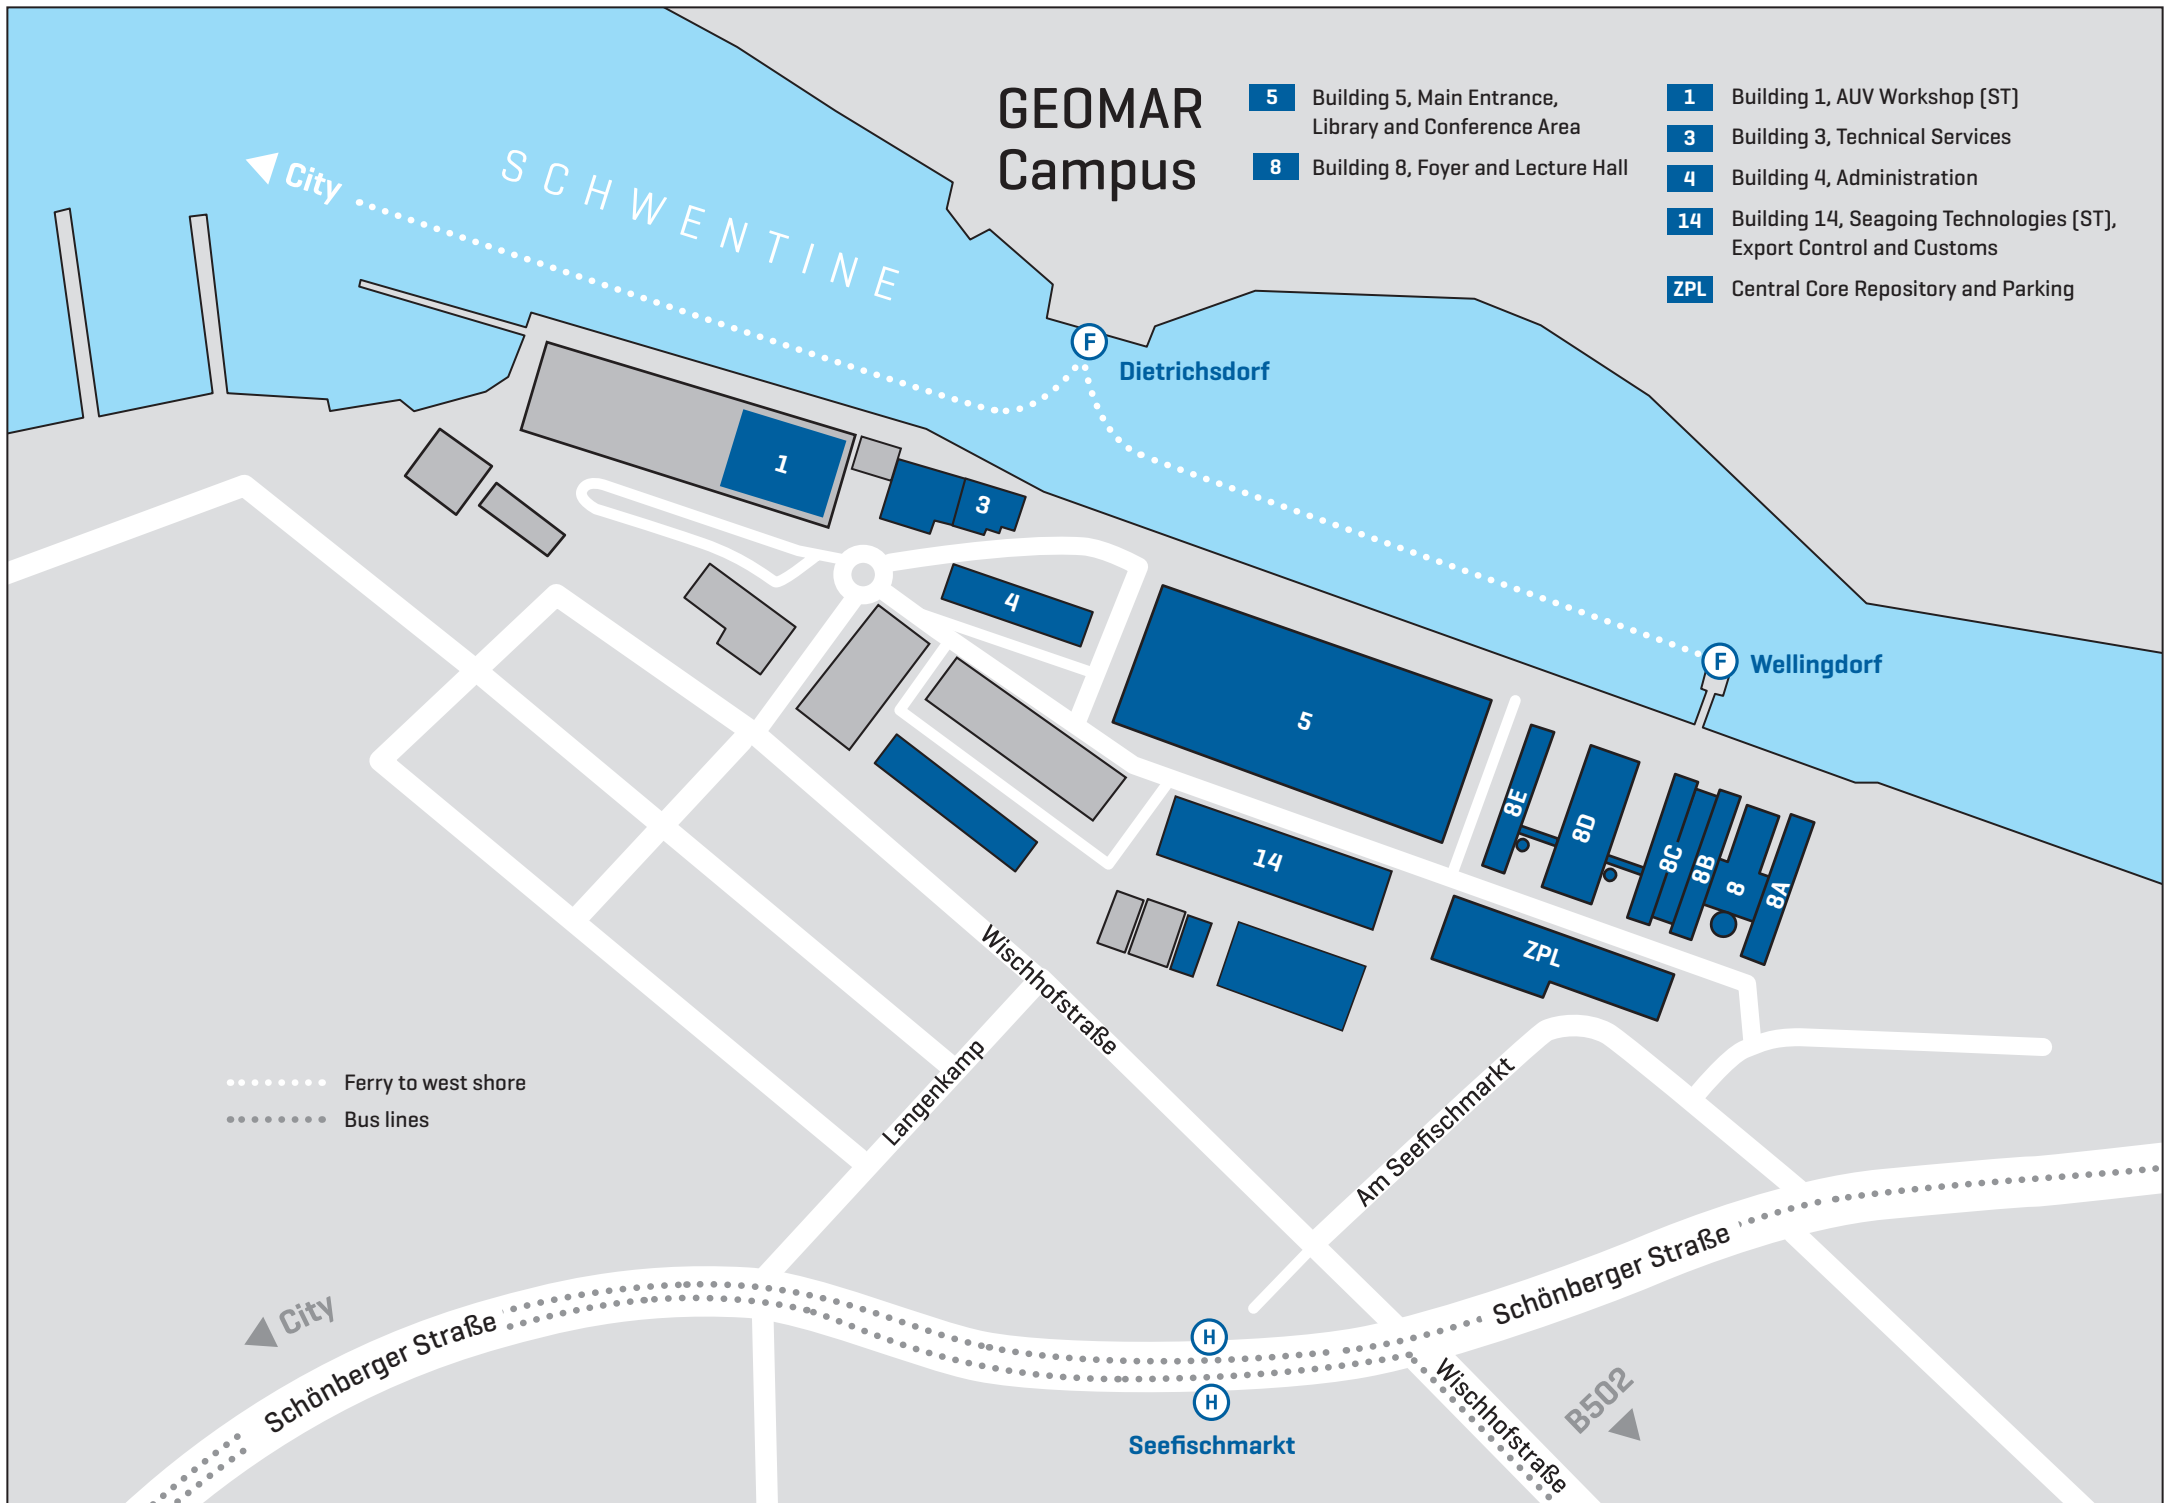 GEOMAR
Campus
5 Building 5, Main Entrance,
Library and Conference Area
8 Building 8, Foyer and Lecture Hall
1 Building 1, AUV Workshop (ST)
3 Building 3, Technical Services
4 Building 4, Administration
14 Building 14, Seagoing Technologies (ST),
Export Control and Customs
ZPL Central Core Repository and Parking
City
SCHWENTINE
F
Dietrichsdorf
1
3
4
5
F
Wellingdorf
8E
8D
8C
8B
8
8A
14
ZPL
Wischhofstraße
Langenkamp
Am Seefischmarkt
Ferry to west shore
Bus lines
City
Schönberger Straße
Schönberger Straße
H
H
Seefischmarkt
Wischhofstraße
B502